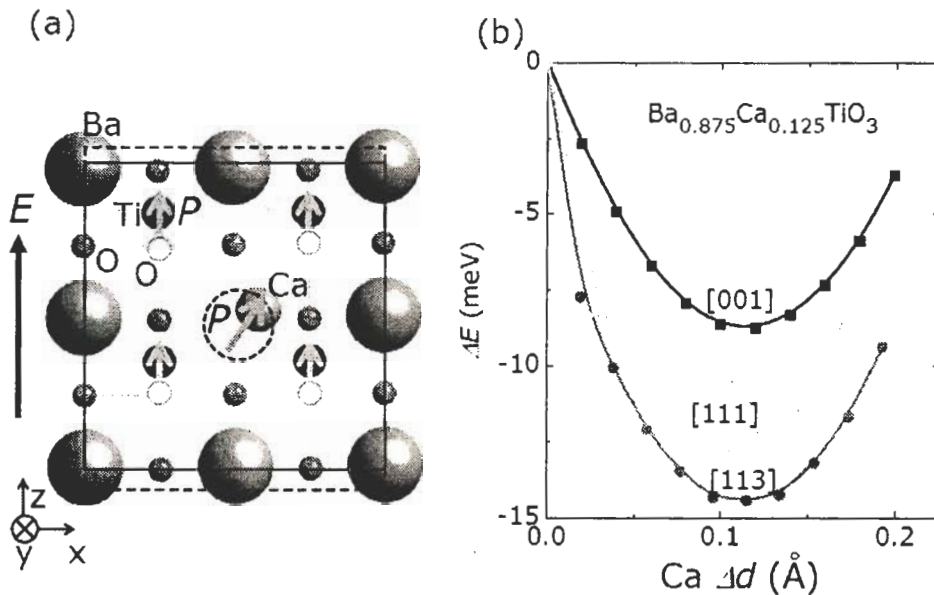 (a)
Ba
E
Ti
P
O
O
Ca
P
z
y
x
(b)
0
-5
-10
-15
ΔE (meV)
Ba0.875Ca0.125TiO3
[001]
[111]
[113]
0.0
0.1
0.2
Ca Δd (Å)